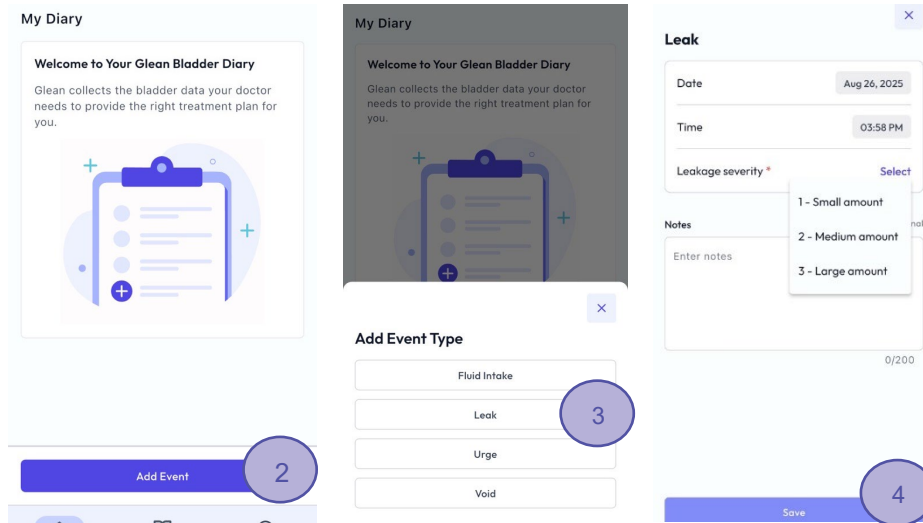 My Diary
Welcome to Your Glean Bladder Diary
Glean collects the bladder data your doctor
needs to provide the right treatment plan for
you.
Add Event
2
My Diary
Welcome to Your Glean Bladder Diary
Glean collects the bladder data your doctor
needs to provide the right treatment plan for
you.
Add Event Type
Fluid Intake
Leak
3
Urge
Void
Leak
Date
Aug 26, 2025
Time
03:58 PM
Leakage severity *
Select
1 - Small amount
2 - Medium amount
3 - Large amount
Notes
Enter notes
0/200
4
Save